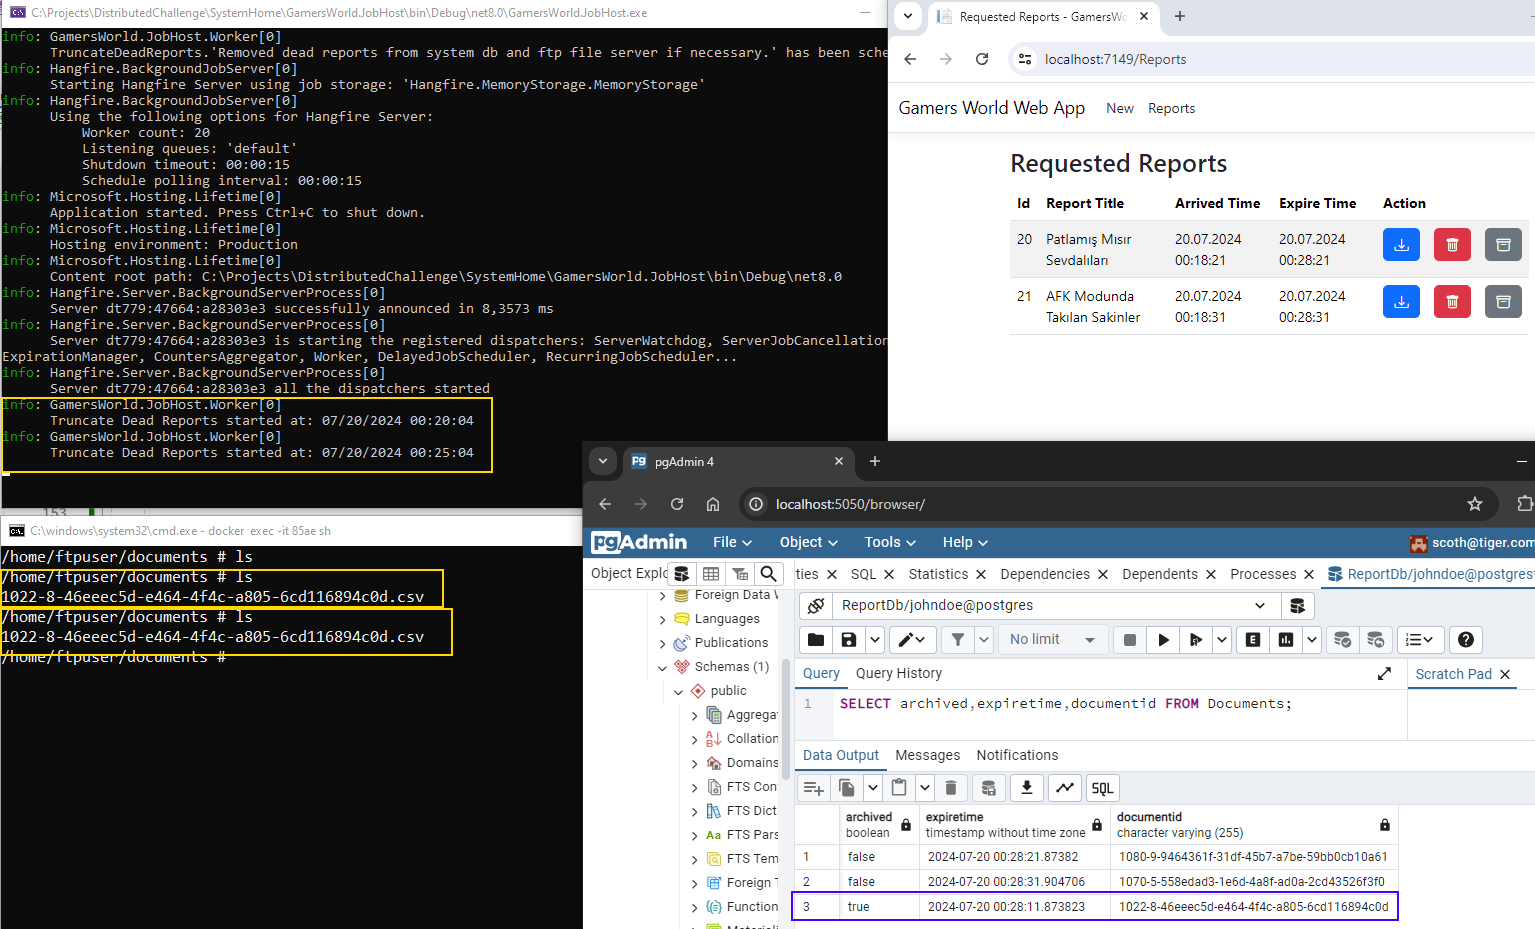 C:\Projects\DistributedChallenge\SystemHome\GamersWorld.JobHost\bin\Debug\net8.0\GamersWorld.JobHost.exe
info: GamersWorld.JobHost.Worker[0]
TruncateDeadReports.'Removed dead reports from system db and ftp file server if necessary.' has been sche
info: Hangfire.BackgroundJobServer[0]
Starting Hangfire Server using job storage: 'Hangfire.MemoryStorage.MemoryStorage'
info: Hangfire.BackgroundJobServer[0]
Using the following options for Hangfire Server:
Worker count: 20
Listening queues: 'default'
Shutdown timeout: 00:00:15
Schedule polling interval: 00:00:15
info: Microsoft.Hosting.Lifetime[0]
Application started. Press Ctrl+C to shut down.
info: Microsoft.Hosting.Lifetime[0]
Hosting environment: Production
info: Microsoft.Hosting.Lifetime[0]
Content root path: C:\Projects\DistributedChallenge\SystemHome\GamersWorld.JobHost\bin\Debug\net8.0
info: Hangfire.Server.BackgroundServerProcess[0]
Server dt779:47664:a28303e3 successfully announced in 8,3573 ms
info: Hangfire.Server.BackgroundServerProcess[0]
Server dt779:47664:a28303e3 is starting the registered dispatchers: ServerWatchdog, ServerJobCancellation
ExpirationManager, CountersAggregator, Worker, DelayedJobScheduler, RecurringJobScheduler...
info: Hangfire.Server.BackgroundServerProcess[0]
Server dt779:47664:a28303e3 all the dispatchers started
info: GamersWorld.JobHost.Worker[0]
Truncate Dead Reports started at: 07/20/2024 00:20:04
info: GamersWorld.JobHost.Worker[0]
Truncate Dead Reports started at: 07/20/2024 00:25:04
153
C:\windows\system32\cmd.exe - docker exec -it 85ae sh
/home/ftpuser/documents # ls
/home/ftpuser/documents # ls
1022-8-46eeec5d-e464-4f4c-a805-6cd116894c0d.csv
/home/ftpuser/documents # ls
1022-8-46eeec5d-e464-4f4c-a805-6cd116894c0d.csv
/home/ftpuser/documents #
Requested Reports - GamersWo
localhost:7149/Reports
Gamers World Web App New Reports
Requested Reports
Id Report Title Arrived Time Expire Time Action
20 Patlamış Mısır Sevdalıları 20.07.2024 00:18:21 20.07.2024 00:28:21
21 AFK Modunda Takılan Sakinler 20.07.2024 00:18:31 20.07.2024 00:28:31
pgAdmin 4
localhost:5050/browser/
pgAdmin File Object Tools Help scoth@tiger.com
Object Explo
ties SQL Statistics Dependencies Dependents Processes ReportDb/johndoe@postgres
Foreign Data W
Languages
Publications
Schemas (1)
public
Aggregat
Collation
Domains
FTS Con
FTS Dict
FTS Pars
FTS Tem
Foreign T
Function
ReportDb/johndoe@postgres
No limit
Query Query History Scratch Pad
1 SELECT archived,expiretime,documentid FROM Documents;
Data Output Messages Notifications
SQL
archived boolean expiretime timestamp without time zone documentid character varying (255)
1 false 2024-07-20 00:28:21.87382 1080-9-9464361f-31df-45b7-a7be-59bb0cb10a61
2 false 2024-07-20 00:28:31.904706 1070-5-558edad3-1e6d-4a8f-ad0a-2cd43526f3f0
3 true 2024-07-20 00:28:11.873823 1022-8-46eeec5d-e464-4f4c-a805-6cd116894c0d